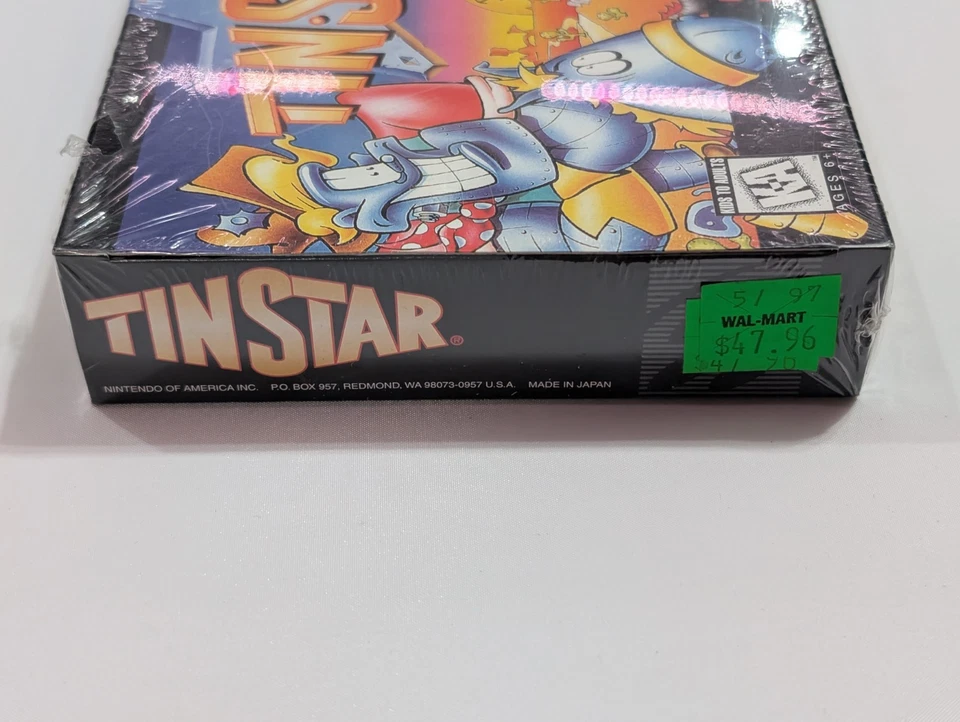 TIN S
KIDS TO ADULTS
K-A
AGES 6+
TINSTAR®
NINTENDO OF AMERICA INC. P.O. BOX 957, REDMOND, WA 98073-0957 U.S.A. MADE IN JAPAN
5/ 97
WAL-MART
$47.96